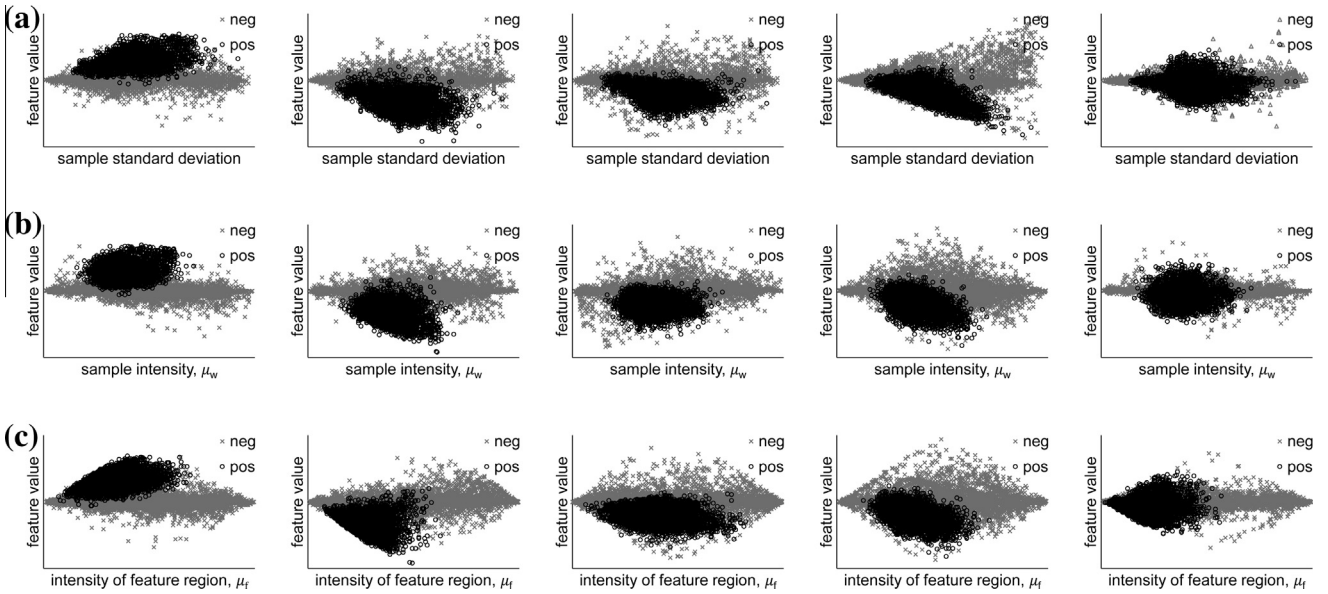 (a)
feature value
neg
pos
sample standard deviation
feature value
neg
pos
sample standard deviation
feature value
neg
pos
sample standard deviation
feature value
neg
pos
sample standard deviation
feature value
neg
pos
sample standard deviation
(b)
feature value
neg
pos
sample intensity, μw
feature value
neg
pos
sample intensity, μw
feature value
neg
pos
sample intensity, μw
feature value
neg
pos
sample intensity, μw
feature value
neg
pos
sample intensity, μw
(c)
feature value
neg
pos
intensity of feature region, μf
feature value
neg
pos
intensity of feature region, μf
feature value
neg
pos
intensity of feature region, μf
feature value
neg
pos
intensity of feature region, μf
feature value
neg
pos
intensity of feature region, μf